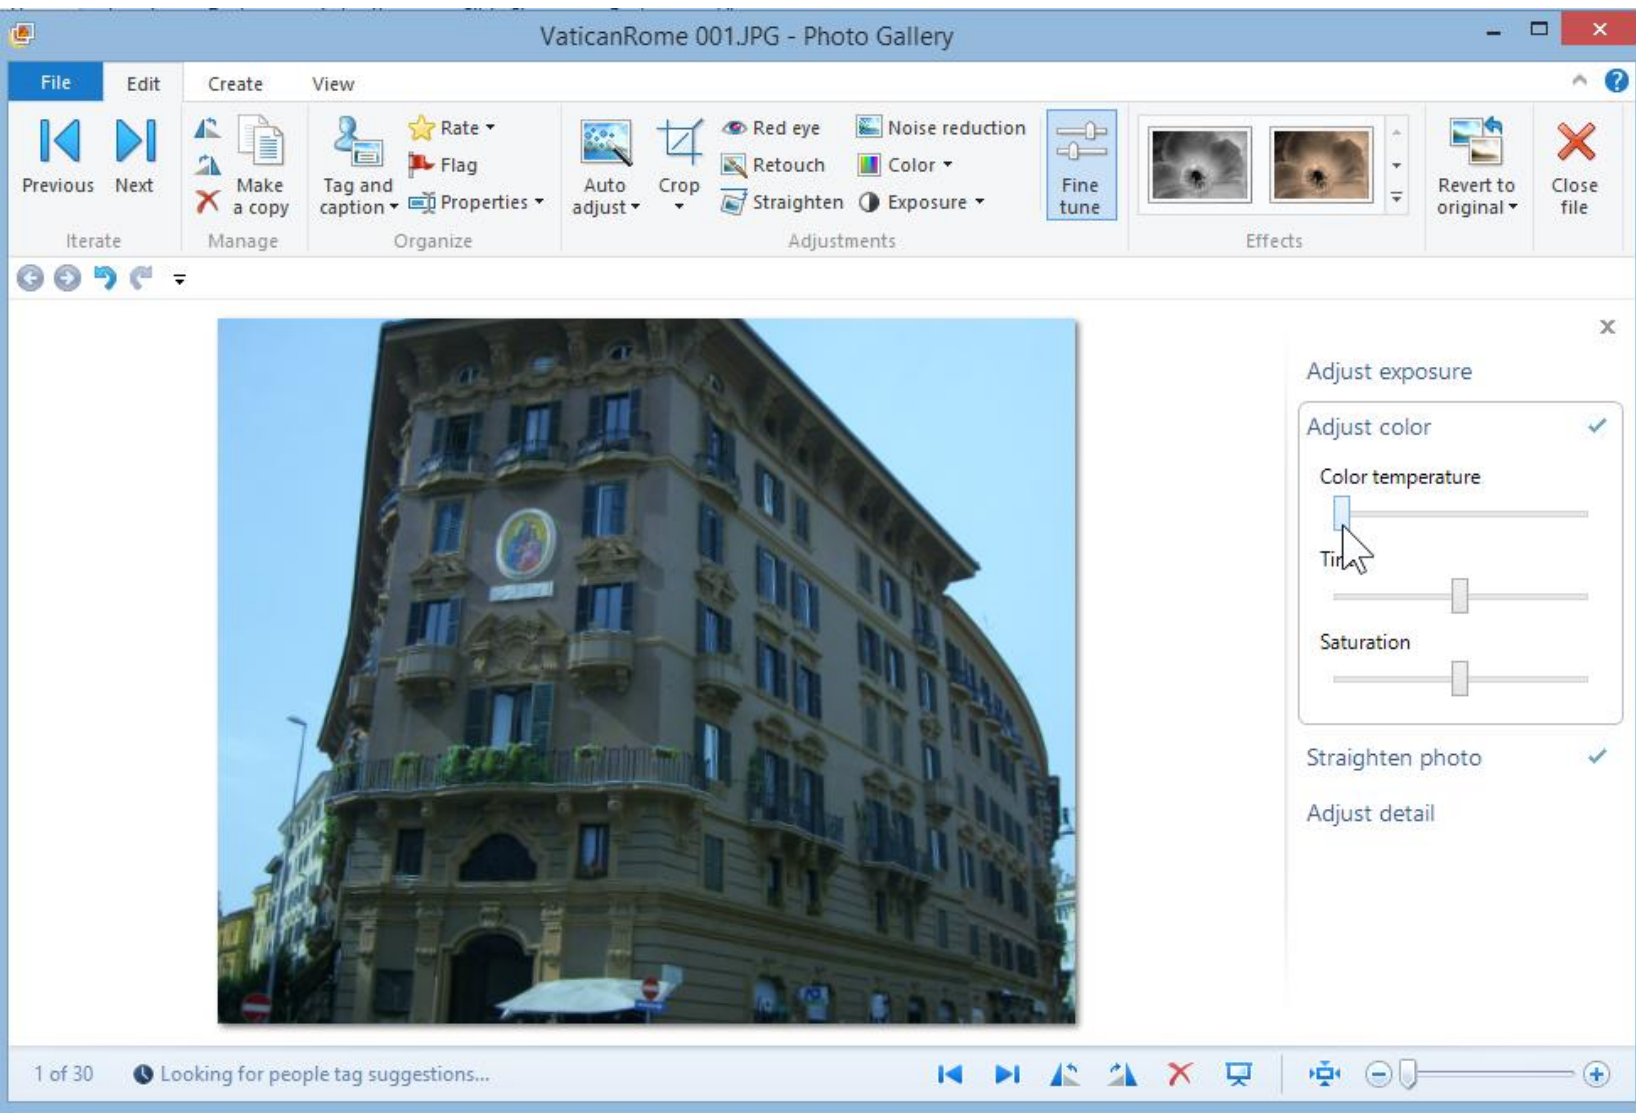 VaticanRome 001.JPG - Photo Gallery
File Edit Create View
Previous
Next
Make a copy
Tag and caption
Rate
Flag
Properties
Auto adjust
Crop
Red eye
Retouch
Straighten
Noise reduction
Color
Exposure
Fine tune
Revert to original
Close file
Iterate Manage Organize Adjustments Effects
Adjust exposure
Adjust color
Color temperature
Saturation
Straighten photo
Adjust detail
1 of 30 Looking for people tag suggestions...